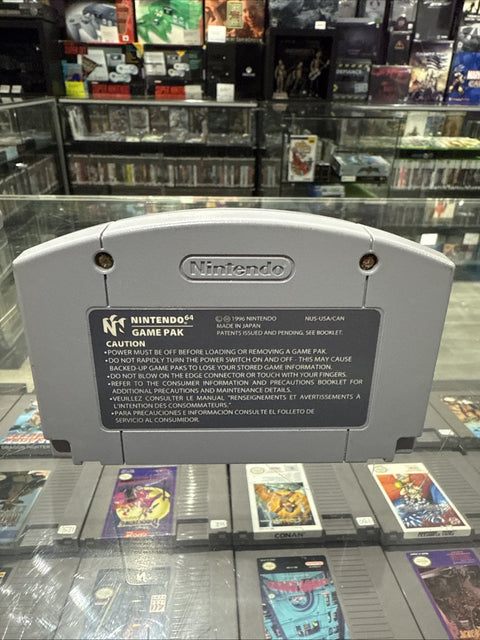 Nintendo
NINTENDO 64
GAME PAK
© ℗ 1996 NINTENDO NUS-USA/CAN
MADE IN JAPAN
PATENTS ISSUED AND PENDING, SEE BOOKLET.
CAUTION
•POWER MUST BE OFF BEFORE LOADING OR REMOVING A GAME PAK.
•DO NOT RAPIDLY TURN THE POWER SWITCH ON AND OFF - THIS MAY CAUSE
BACKED-UP GAME PAKS TO LOSE YOUR STORED GAME INFORMATION.
•DO NOT BLOW ON THE EDGE CONNECTOR OR TOUCH WITH YOUR FINGERS.
•REFER TO THE CONSUMER INFORMATION AND PRECAUTIONS BOOKLET FOR
ADDITIONAL PRECAUTIONS AND MAINTENANCE DETAILS.
•VEUILLEZ CONSULTER LE MANUAL "RENSEIGNEMENTS ET AVERTISSEMENTS À
L'INTENTION DES CONSOMMATEURS."
•PARA PRECAUCIONES E INFORMACIÓN CONSULTE EL FOLLETO DE
SERVICIO AL CONSUMIDOR.
DRAGON FIGHTER
CONAN